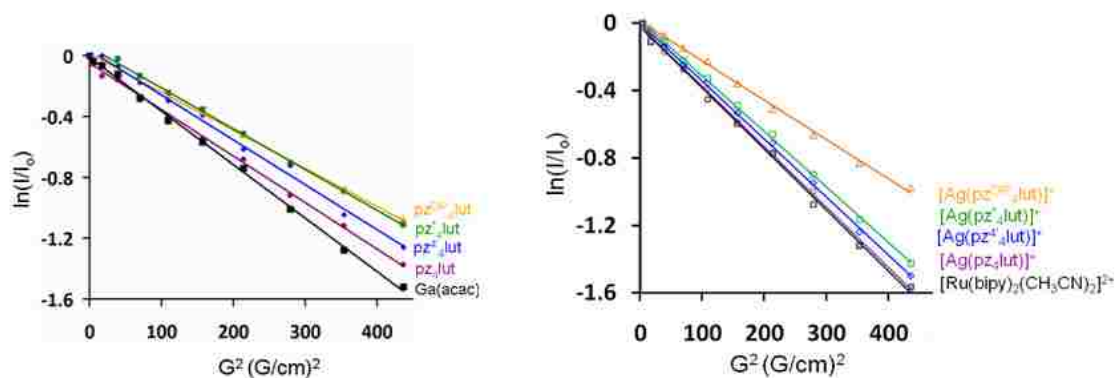 0
-0.4
-0.8
-1.2
-1.6
ln(I/Iₒ)
0 100 200 300 400
G² (G/cm)²
pz*₄lut
pz⁴'₄lut
pz₄lut
Ga(acac)
0
-0.4
-0.8
-1.2
-1.6
ln(I/Iₒ)
0 100 200 300 400
G² (G/cm)²
[Ag(pz*₄lut)]⁺
[Ag(pz⁴'₄lut)]⁺
[Ag(pz₄lut)]⁺
[Ru(bipy)₂(CH₃CN)₂]²⁺